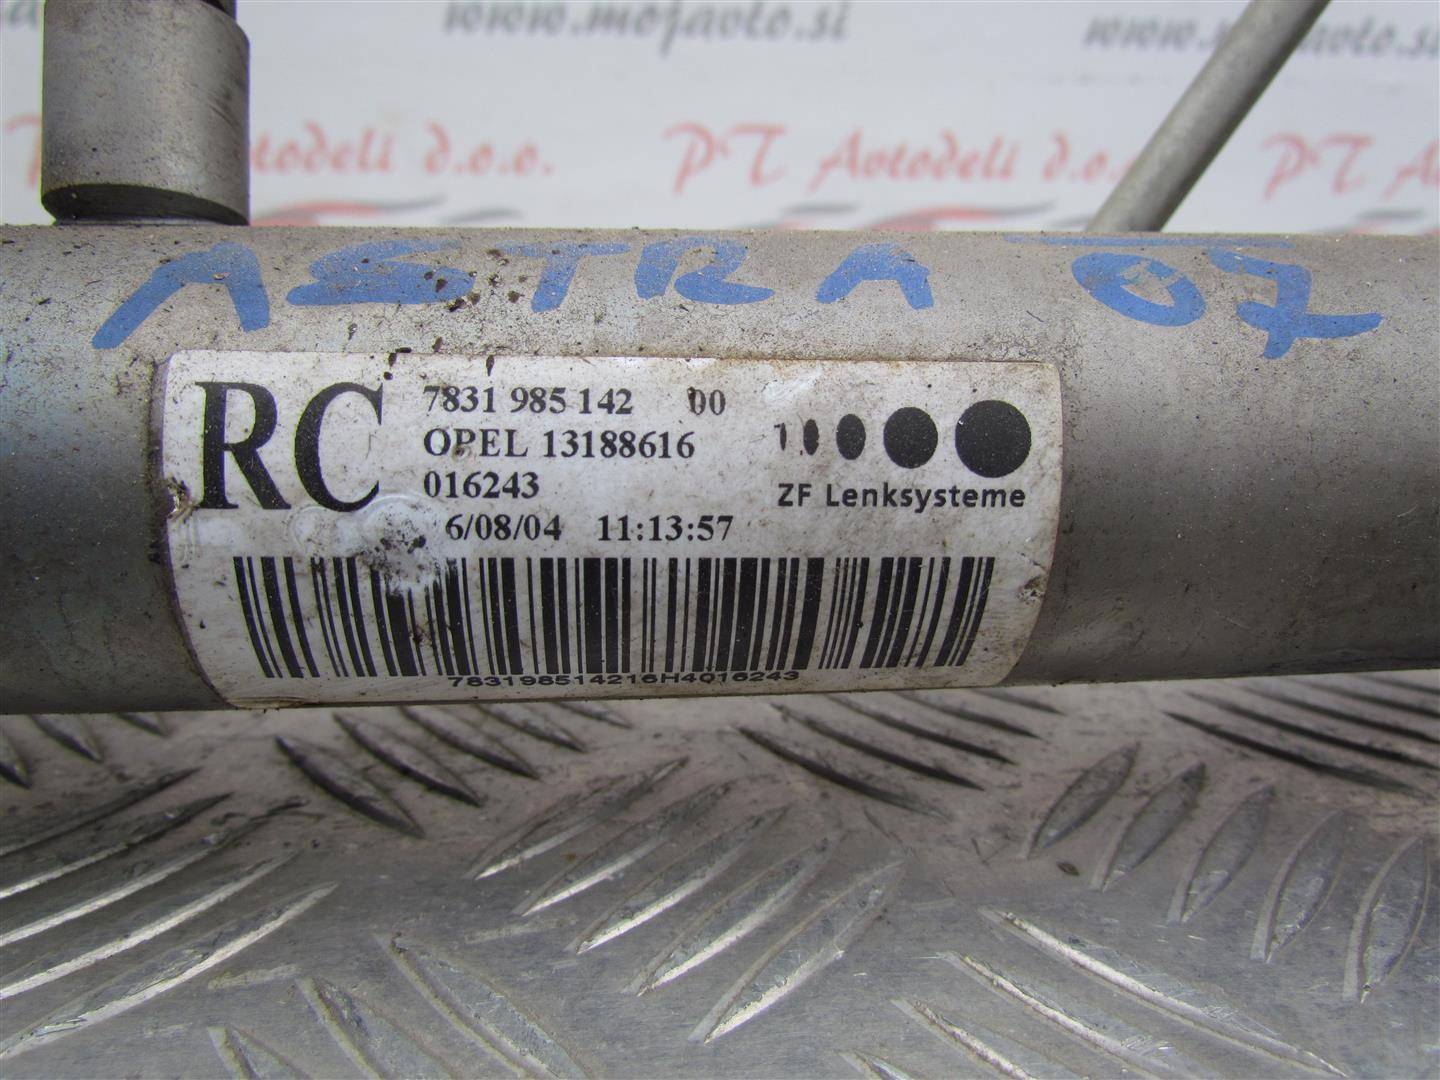 www.mojavto.si
www.mojavto.si
Avtodeli d.o.o.
PT Avtodeli d.o.o.
PT Avtodeli
ASTRA 07
RC
7831 985 142 00
OPEL 13188616
016243
6/08/04 11:13:57
ZF Lenksysteme
783198514216H4016243